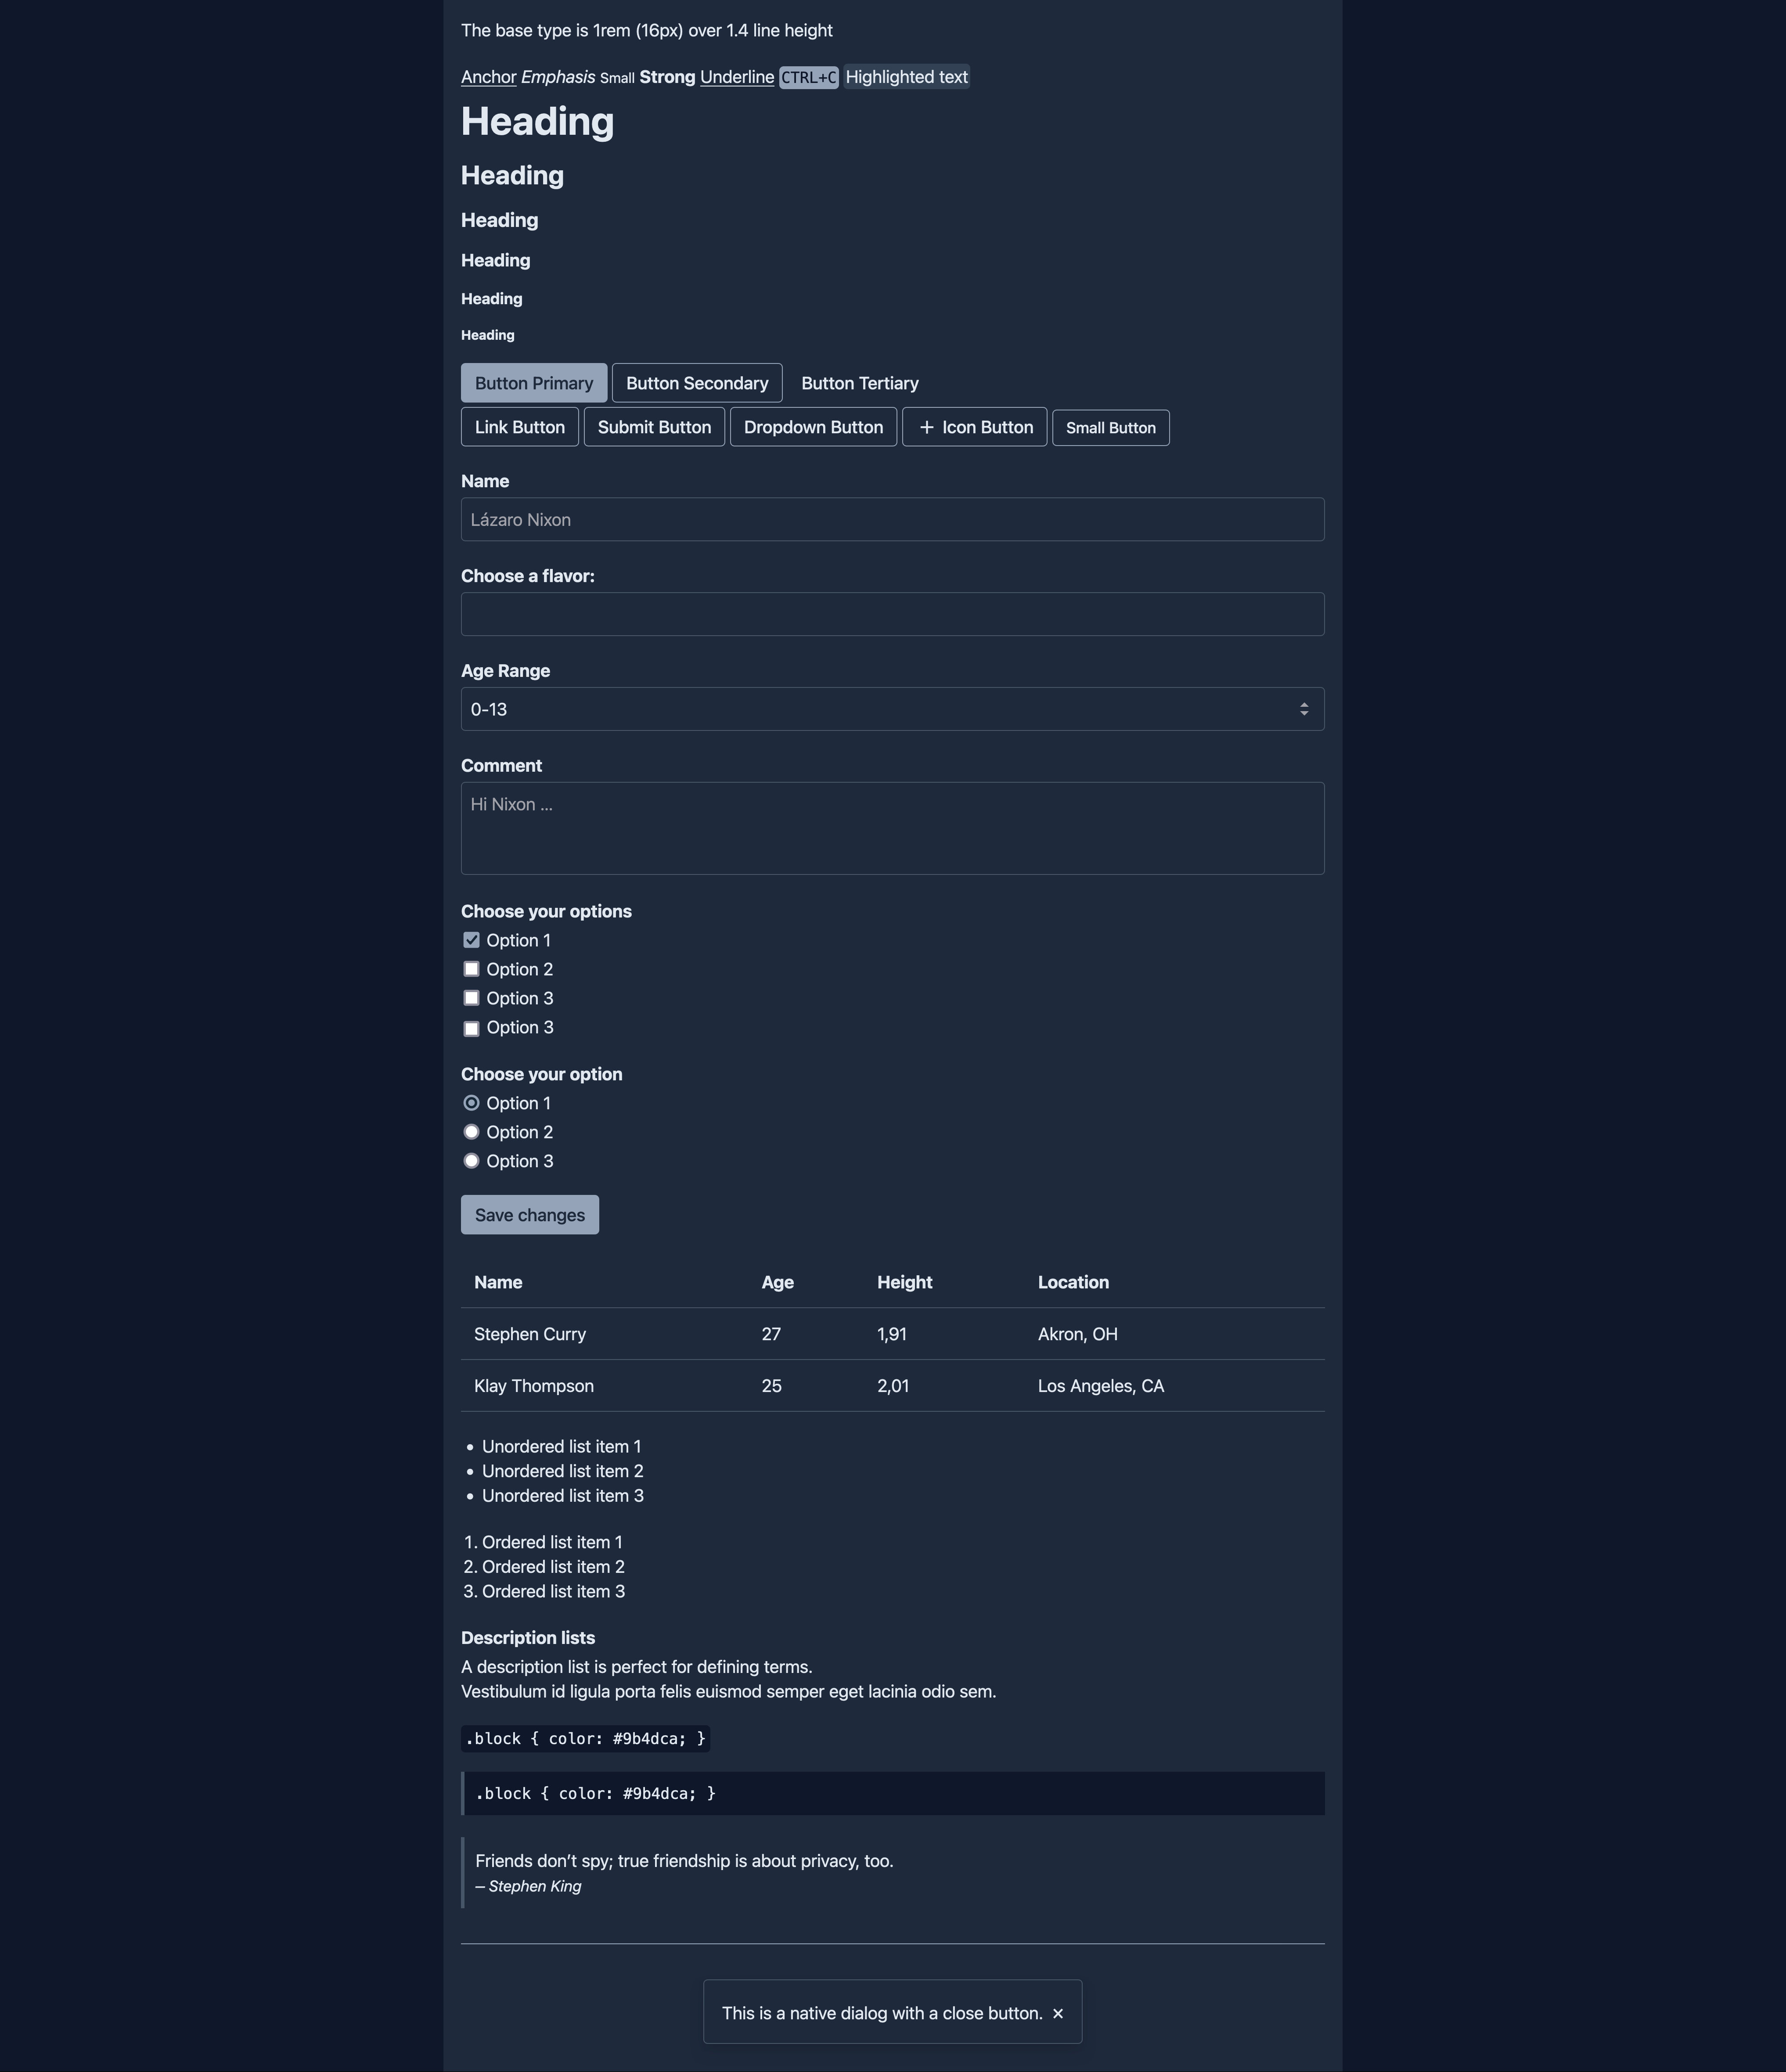 The base type is 1rem (16px) over 1.4 line height
Anchor Emphasis Small Strong Underline CTRL+C Highlighted text
Heading
Heading
Heading
Heading
Heading
Heading
Button Primary Button Secondary Button Tertiary
Link Button Submit Button Dropdown Button + Icon Button Small Button
Name
Lázaro Nixon
Choose a flavor:
Age Range
0-13
Comment
Hi Nixon ...
Choose your options
Option 1
Option 2
Option 3
Option 3
Choose your option
Option 1
Option 2
Option 3
Save changes
Name Age Height Location
Stephen Curry 27 1,91 Akron, OH
Klay Thompson 25 2,01 Los Angeles, CA
• Unordered list item 1
• Unordered list item 2
• Unordered list item 3
1. Ordered list item 1
2. Ordered list item 2
3. Ordered list item 3
Description lists
A description list is perfect for defining terms.
Vestibulum id ligula porta felis euismod semper eget lacinia odio sem.
.block { color: #9b4dca; }
.block { color: #9b4dca; }
Friends don’t spy; true friendship is about privacy, too.
— Stephen King
This is a native dialog with a close button. ×